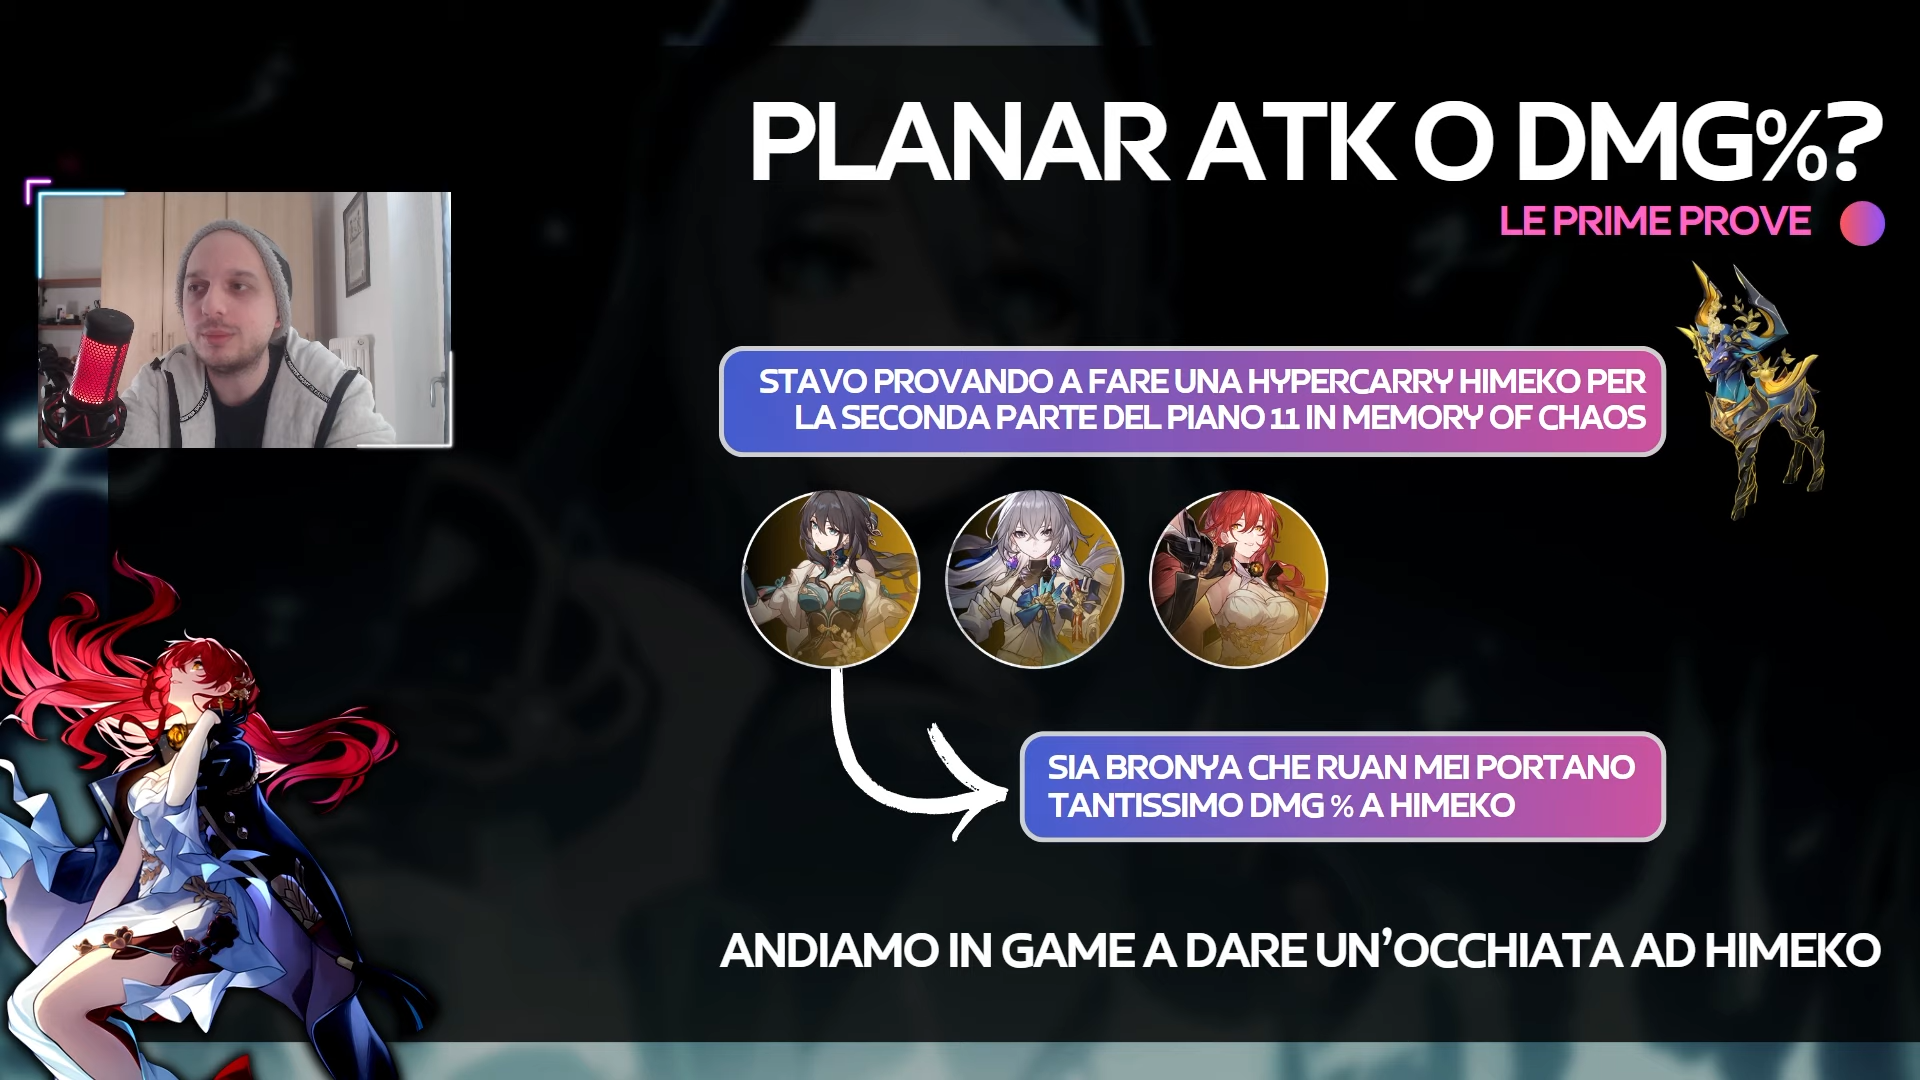 PLANAR ATK O DMG%?
LE PRIME PROVE
STAVO PROVANDO A FARE UNA HYPERCARRY HIMEKO PER
LA SECONDA PARTE DEL PIANO 11 IN MEMORY OF CHAOS
SIA BRONYA CHE RUAN MEI PORTANO
TANTISSIMO DMG % A HIMEKO
ANDIAMO IN GAME A DARE UN'OCCHIATA AD HIMEKO